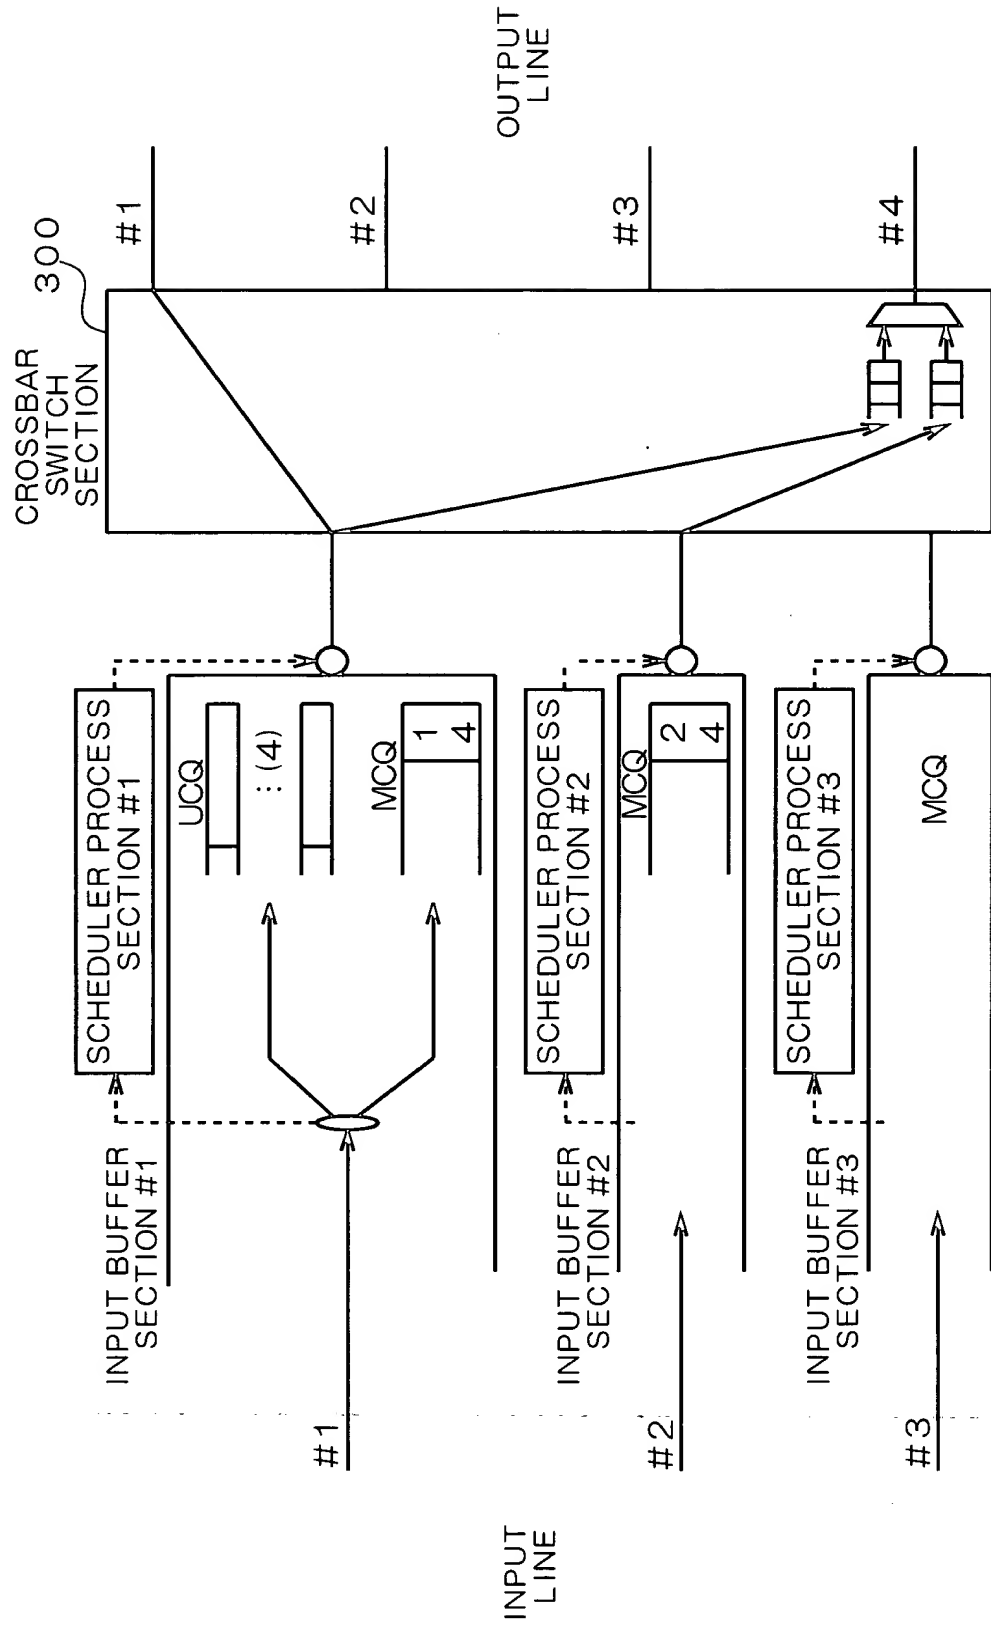 CROSSBAR
SWITCH
SECTION
300
INPUT
LINE
OUTPUT
LINE
INPUT BUFFER
SECTION #1
SCHEDULER PROCESS
SECTION #1
UCQ
: (4)
MCQ
1
4
#1
#1
#2
INPUT BUFFER
SECTION #2
SCHEDULER PROCESS
SECTION #2
MCQ
2
4
#2
#3
INPUT BUFFER
SECTION #3
SCHEDULER PROCESS
SECTION #3
MCQ
#3
#4